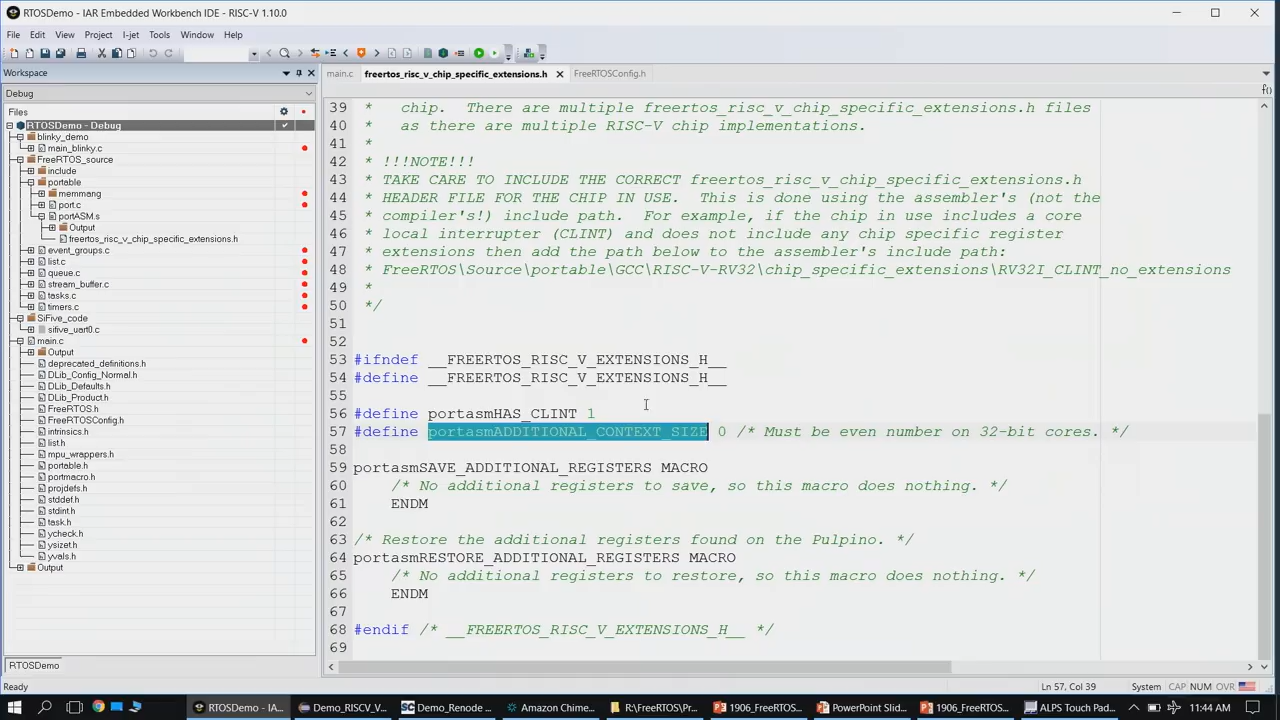 RTOSDemo - IAR Embedded Workbench IDE - RISC-V 1.10.0
File Edit View Project I-jet Tools Window Help
Workspace
main.c freertos_risc_v_chip_specific_extensions.h FreeRTOSConfig.h
Debug
f()
Files
RTOSDemo - Debug
blinky_demo
main_blinky.c
FreeRTOS_source
include
portable
memmang
port.c
portASM.s
Output
freertos_risc_v_chip_specific_extensions.h
event_groups.c
list.c
queue.c
stream_buffer.c
tasks.c
timers.c
SiFive_code
sifive_uart0.c
main.c
Output
deprecated_definitions.h
DLib_Config_Normal.h
DLib_Defaults.h
DLib_Product.h
FreeRTOS.h
FreeRTOSConfig.h
intrinsics.h
list.h
mpu_wrappers.h
portable.h
portmacro.h
projdefs.h
stddef.h
stdint.h
task.h
ycheck.h
ysizet.h
yvals.h
Output
39 * chip. There are multiple freertos_risc_v_chip_specific_extensions.h files
40 * as there are multiple RISC-V chip implementations.
41 *
42 * !!!NOTE!!!
43 * TAKE CARE TO INCLUDE THE CORRECT freertos_risc_v_chip_specific_extensions.h
44 * HEADER FILE FOR THE CHIP IN USE. This is done using the assembler's (not the
45 * compiler's!) include path. For example, if the chip in use includes a core
46 * local interrupter (CLINT) and does not include any chip specific register
47 * extensions then add the path below to the assembler's include path:
48 * FreeRTOS\Source\portable\GCC\RISC-V-RV32\chip_specific_extensions\RV32I_CLINT_no_extensions
49 *
50 */
51
52
53 #ifndef __FREERTOS_RISC_V_EXTENSIONS_H__
54 #define __FREERTOS_RISC_V_EXTENSIONS_H__
55
56 #define portasmHAS_CLINT 1
57 #define portasmADDITIONAL_CONTEXT_SIZE 0 /* Must be even number on 32-bit cores. */
58
59 portasmSAVE_ADDITIONAL_REGISTERS MACRO
60 /* No additional registers to save, so this macro does nothing. */
61 ENDM
62
63 /* Restore the additional registers found on the Pulpino. */
64 portasmRESTORE_ADDITIONAL_REGISTERS MACRO
65 /* No additional registers to restore, so this macro does nothing. */
66 ENDM
67
68 #endif /* __FREERTOS_RISC_V_EXTENSIONS_H__ */
69
RTOSDemo
Ready Ln 57, Col 39 System CAP NUM OVR
RTOSDemo - IA... Demo_RISCV_V... Demo_Renode ... Amazon Chime... R:\FreeRTOS\Pr... 1906_FreeRTOS... PowerPoint Slid... 1906_FreeRTOS... ALPS Touch Pad... 11:44 AM